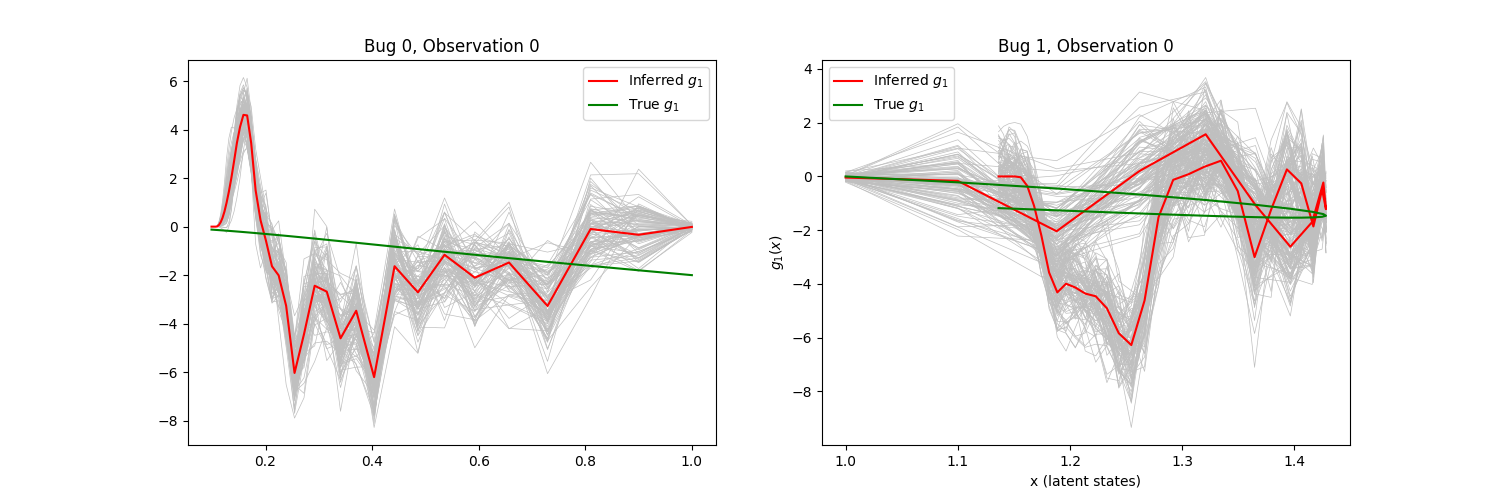 Bug 0, Observation 0
6
4
2
0
−2
−4
−6
−8
0.2 0.4 0.6 0.8 1.0
Inferred g₁
True g₁
Bug 1, Observation 0
4
2
0
−2
−4
−6
−8
g₁(x)
1.0 1.1 1.2 1.3 1.4
x (latent states)
Inferred g₁
True g₁